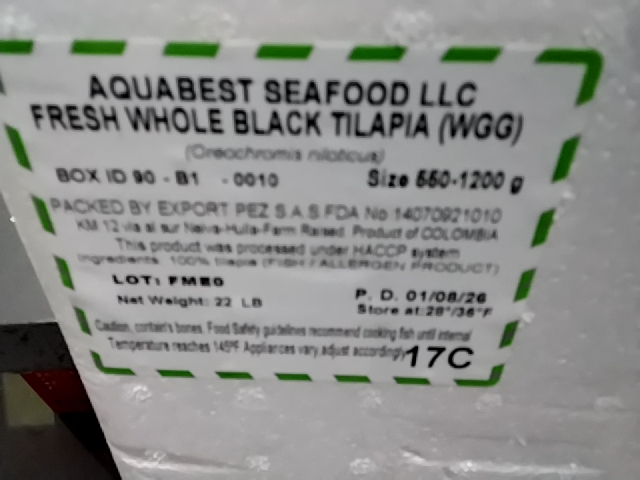 AQUABEST SEAFOOD LLC
FRESH WHOLE BLACK TILAPIA (WGG)
(Oreochromis niloticus)
BOX ID 90 - B1 - 0010 Size 550-1200 g
PACKED BY EXPORT PEZ S.A.S.FDA No 14070921010
KM 12 via al sur Neiva-Huila-Farm Raised. Product of COLOMBIA
This product was processed under HACCP system
Ingredients: 100% tilapia (FISH / ALLERGEN PRODUCT)
LOT: FME0
Net Weight: 22 LB P. D. 01/08/26
Store at:28°/36°F
Caution, contain's bones. Food Safety guidelines recommend cooking fish until internal
Temperature reaches 145ºF Appliances vary,adjust accordingly 17C